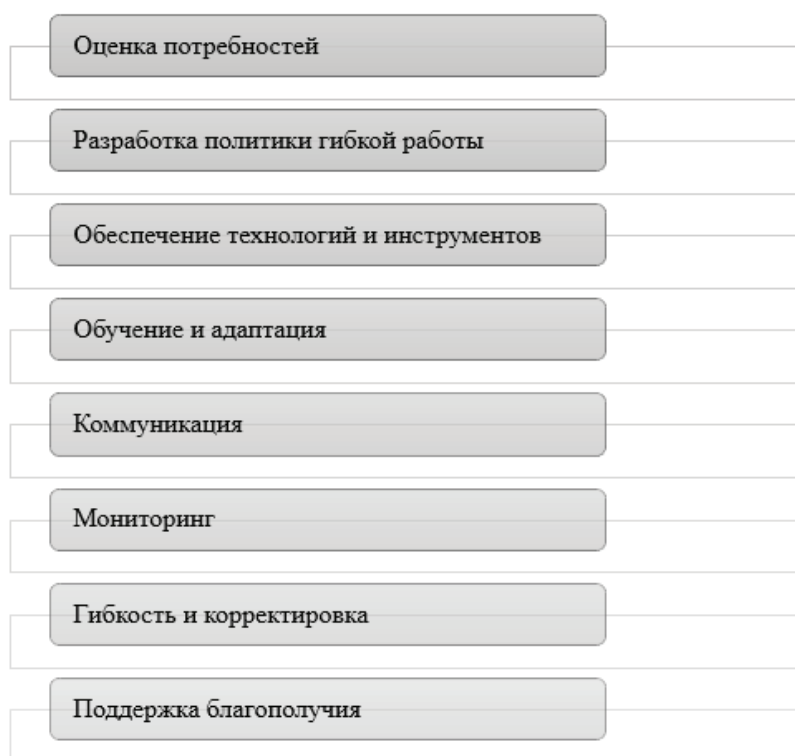 Оценка потребностей
Разработка политики гибкой работы
Обеспечение технологий и инструментов
Обучение и адаптация
Коммуникация
Мониторинг
Гибкость и корректировка
Поддержка благополучия